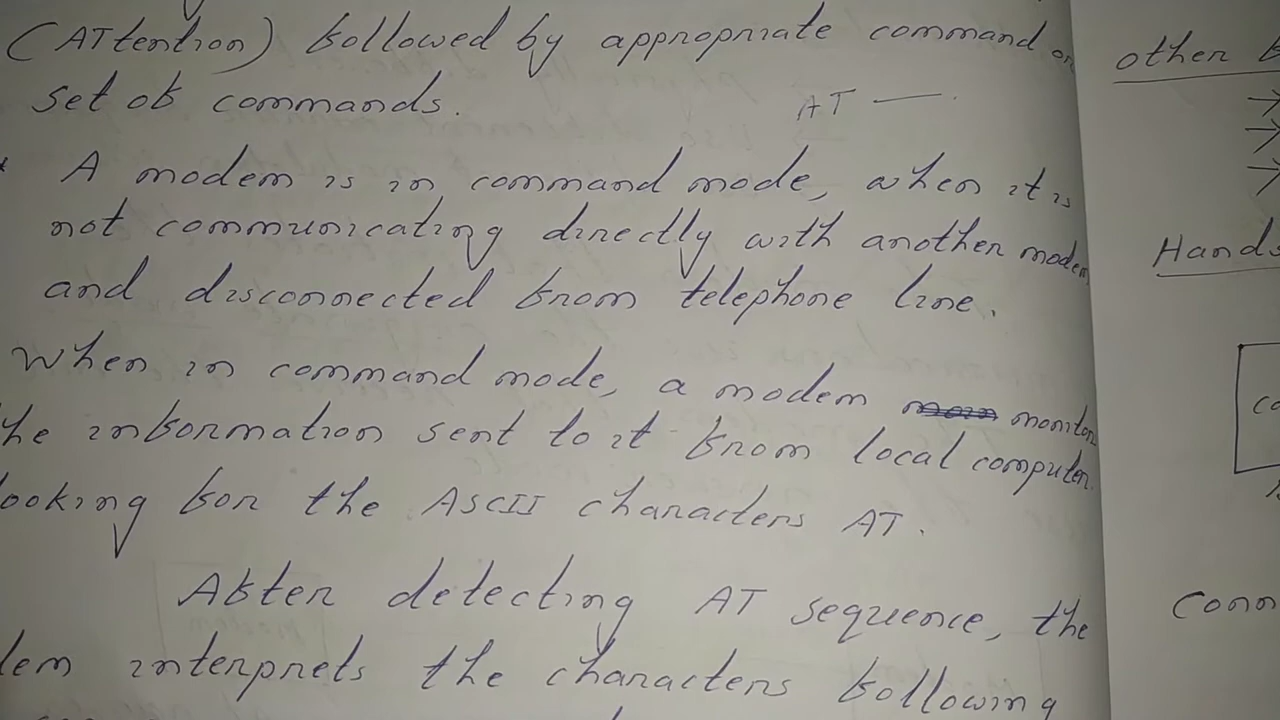 (ATtention) followed by appropriate command or
set of commands.
AT —
A modem is in command mode, when it is
not communicating directly with another modem
and disconnected from telephone line.
When in command mode, a modem monitor
the information sent to it from local computer
looking for the ASCII characters AT.
After detecting AT sequence, the
dem interprets the characters following
other
Hands
Conn